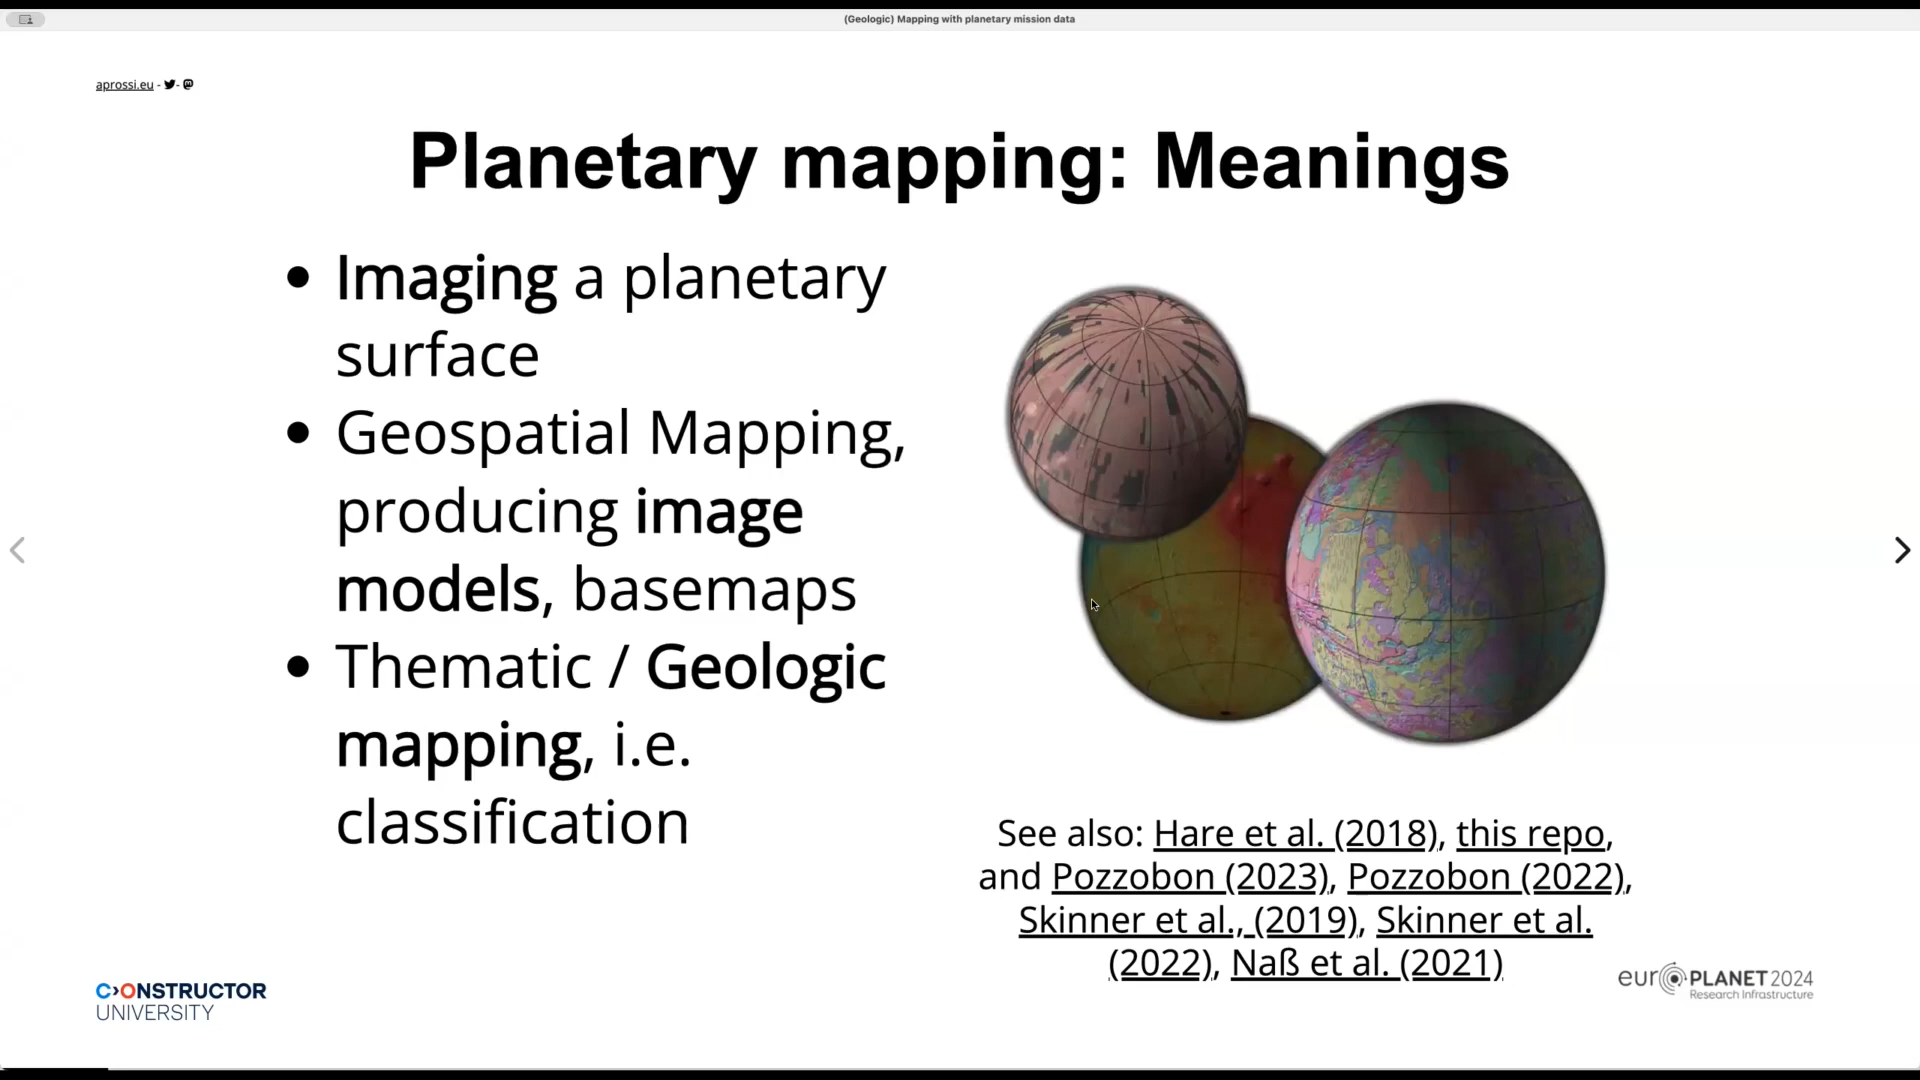 (Geologic) Mapping with planetary mission data
aprossi.eu - -
Planetary mapping: Meanings
Imaging a planetary
surface
Geospatial Mapping,
producing image
models, basemaps
Thematic / Geologic
mapping, i.e.
classification
See also: Hare et al. (2018), this repo,
and Pozzobon (2023), Pozzobon (2022),
Skinner et al., (2019), Skinner et al.
(2022), Naß et al. (2021)
CONSTRUCTOR
UNIVERSITY
euroPLANET 2024
Research Infrastructure